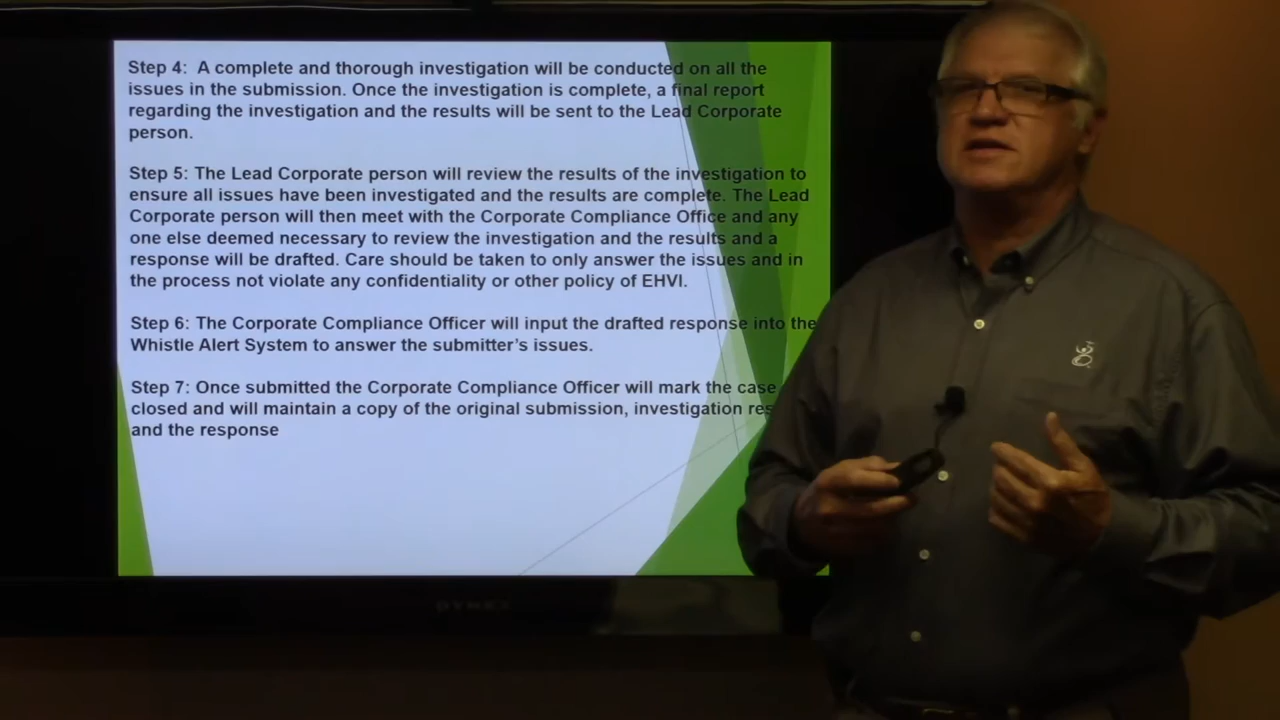 Step 4:  A complete and thorough investigation will be conducted on all the
issues in the submission. Once the investigation is complete, a final report
regarding the investigation and the results will be sent to the Lead Corporate
person.
Step 5: The Lead Corporate person will review the results of the investigation to
ensure all issues have been investigated and the results are complete. The Lead
Corporate person will then meet with the Corporate Compliance Office and any
one else deemed necessary to review the investigation and the results and a
response will be drafted. Care should be taken to only answer the issues and in
the process not violate any confidentiality or other policy of EHVI.
Step 6: The Corporate Compliance Officer will input the drafted response into the
Whistle Alert System to answer the submitter's issues.
Step 7: Once submitted the Corporate Compliance Officer will mark the case
closed and will maintain a copy of the original submission, investigation
and the response
DYNEX